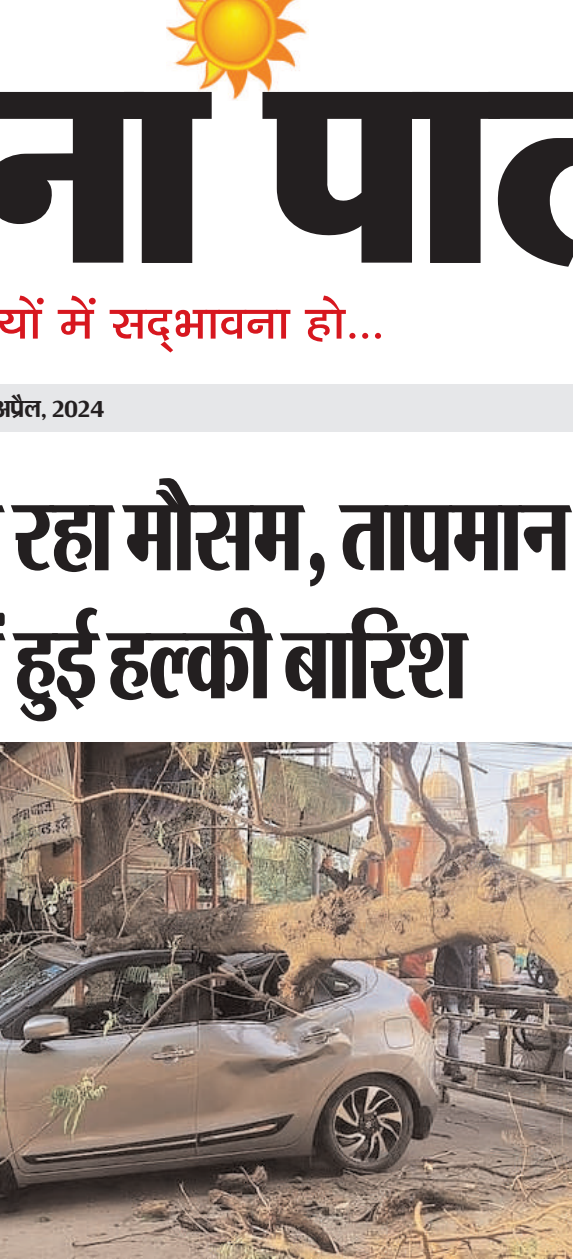 ना पाल
यों में सद्भावना हो...
अप्रैल, 2024
रहा मौसम, तापमान
हुई हल्की बारिश